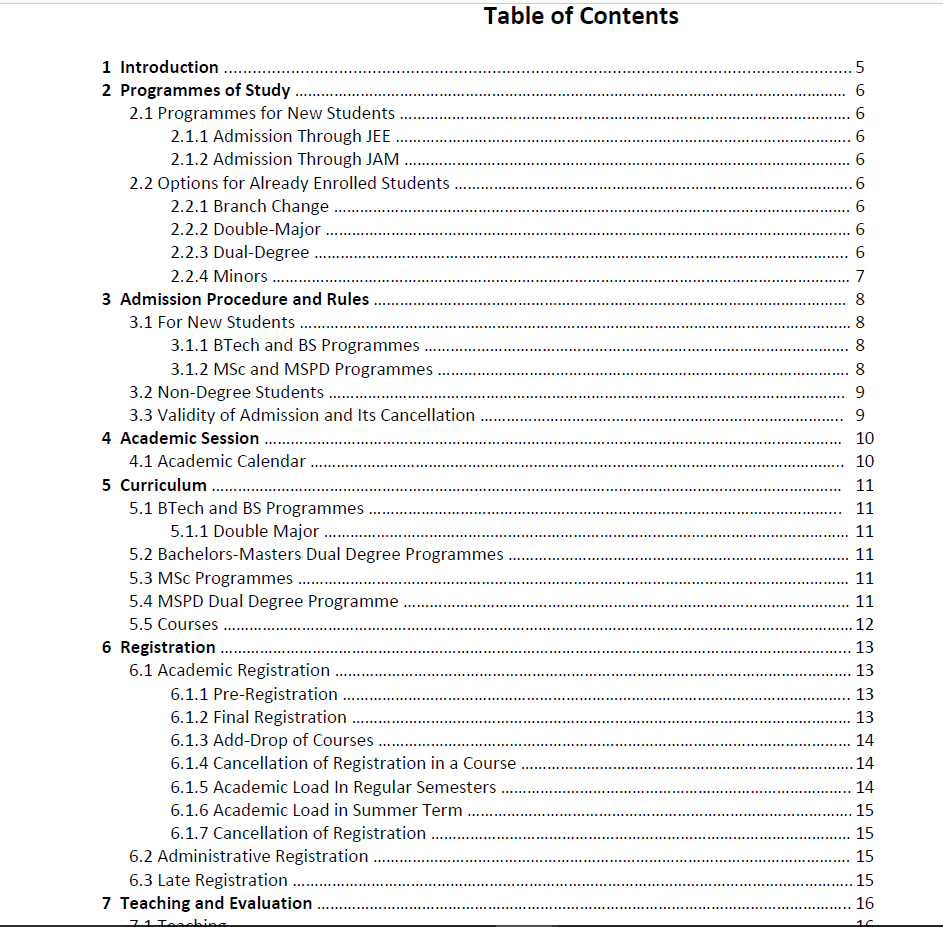 Table of Contents
1 Introduction ........ 5
2 Programmes of Study ........ 6
2.1 Programmes for New Students ........ 6
2.1.1 Admission Through JEE ........ 6
2.1.2 Admission Through JAM ........ 6
2.2 Options for Already Enrolled Students ........ 6
2.2.1 Branch Change ........ 6
2.2.2 Double-Major ........ 6
2.2.3 Dual-Degree ........ 6
2.2.4 Minors ........ 7
3 Admission Procedure and Rules ........ 8
3.1 For New Students ........ 8
3.1.1 BTech and BS Programmes ........ 8
3.1.2 MSc and MSPD Programmes ........ 8
3.2 Non-Degree Students ........ 9
3.3 Validity of Admission and Its Cancellation ........ 9
4 Academic Session ........ 10
4.1 Academic Calendar ........ 10
5 Curriculum ........ 11
5.1 BTech and BS Programmes ........ 11
5.1.1 Double Major ........ 11
5.2 Bachelors-Masters Dual Degree Programmes ........ 11
5.3 MSc Programmes ........ 11
5.4 MSPD Dual Degree Programme ........ 11
5.5 Courses ........ 12
6 Registration ........ 13
6.1 Academic Registration ........ 13
6.1.1 Pre-Registration ........ 13
6.1.2 Final Registration ........ 13
6.1.3 Add-Drop of Courses ........ 14
6.1.4 Cancellation of Registration in a Course ........ 14
6.1.5 Academic Load In Regular Semesters ........ 14
6.1.6 Academic Load in Summer Term ........ 15
6.1.7 Cancellation of Registration ........ 15
6.2 Administrative Registration ........ 15
6.3 Late Registration ........ 15
7 Teaching and Evaluation ........ 16
7.1 Teaching ........ 16